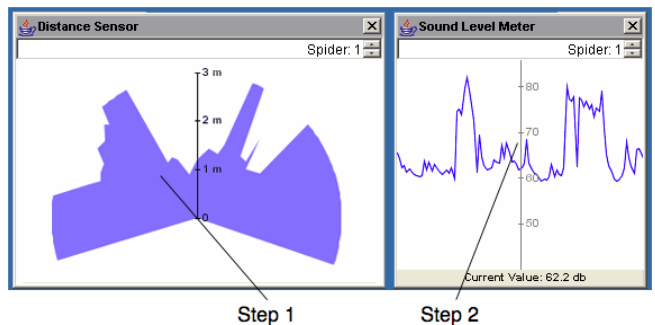 Distance Sensor
Spider: 1
3 m
2 m
1 m
0
Step 1
Sound Level Meter
Spider: 1
80
70
60
50
Current Value: 62.2 db
Step 2